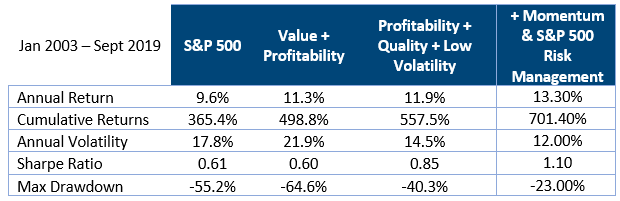 Jan 2003 – Sept 2019 S&P 500 Value + Profitability Profitability + Quality + Low Volatility + Momentum & S&P 500 Risk Management
Annual Return 9.6% 11.3% 11.9% 13.30%
Cumulative Returns 365.4% 498.8% 557.5% 701.40%
Annual Volatility 17.8% 21.9% 14.5% 12.00%
Sharpe Ratio 0.61 0.60 0.85 1.10
Max Drawdown -55.2% -64.6% -40.3% -23.00%